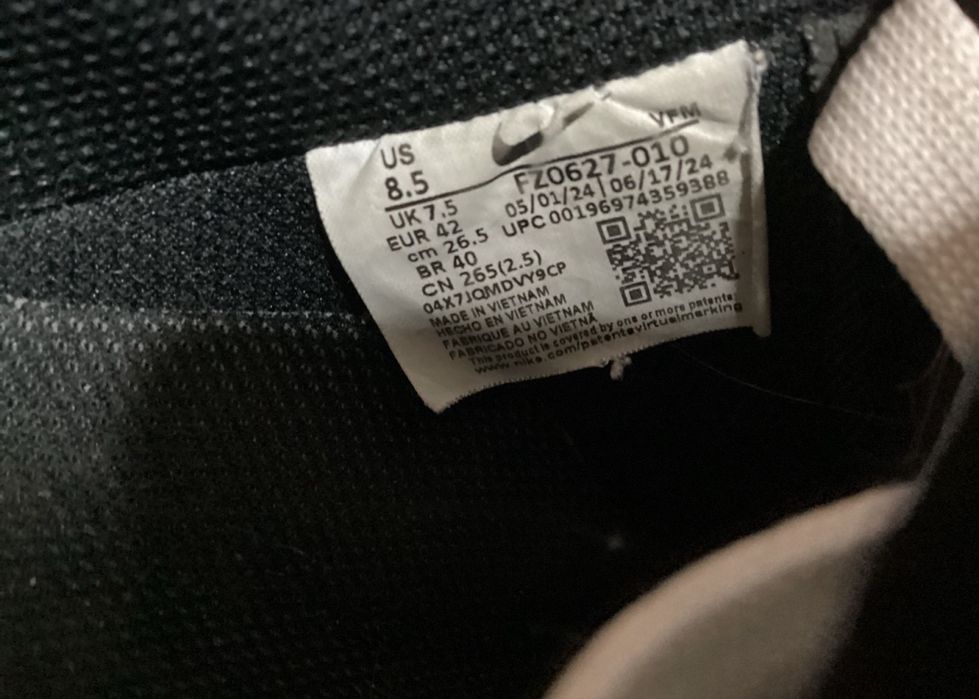 US
8.5
VFM
FZ0627-010
UK 7.5
05/01/24 | 06/17/24
EUR 42
UPC 00196974359388
cm 26.5
BR 40
CN 265(2.5)
04X7JQMDVY9CP
MADE IN VIETNAM
HECHO EN VIETNAM
FABRIQUE AU VIETNAM
FABRICADO NO VIETNÃ
This product is covered by one or more patents.
www.nike.com/patentsvirtualmarking